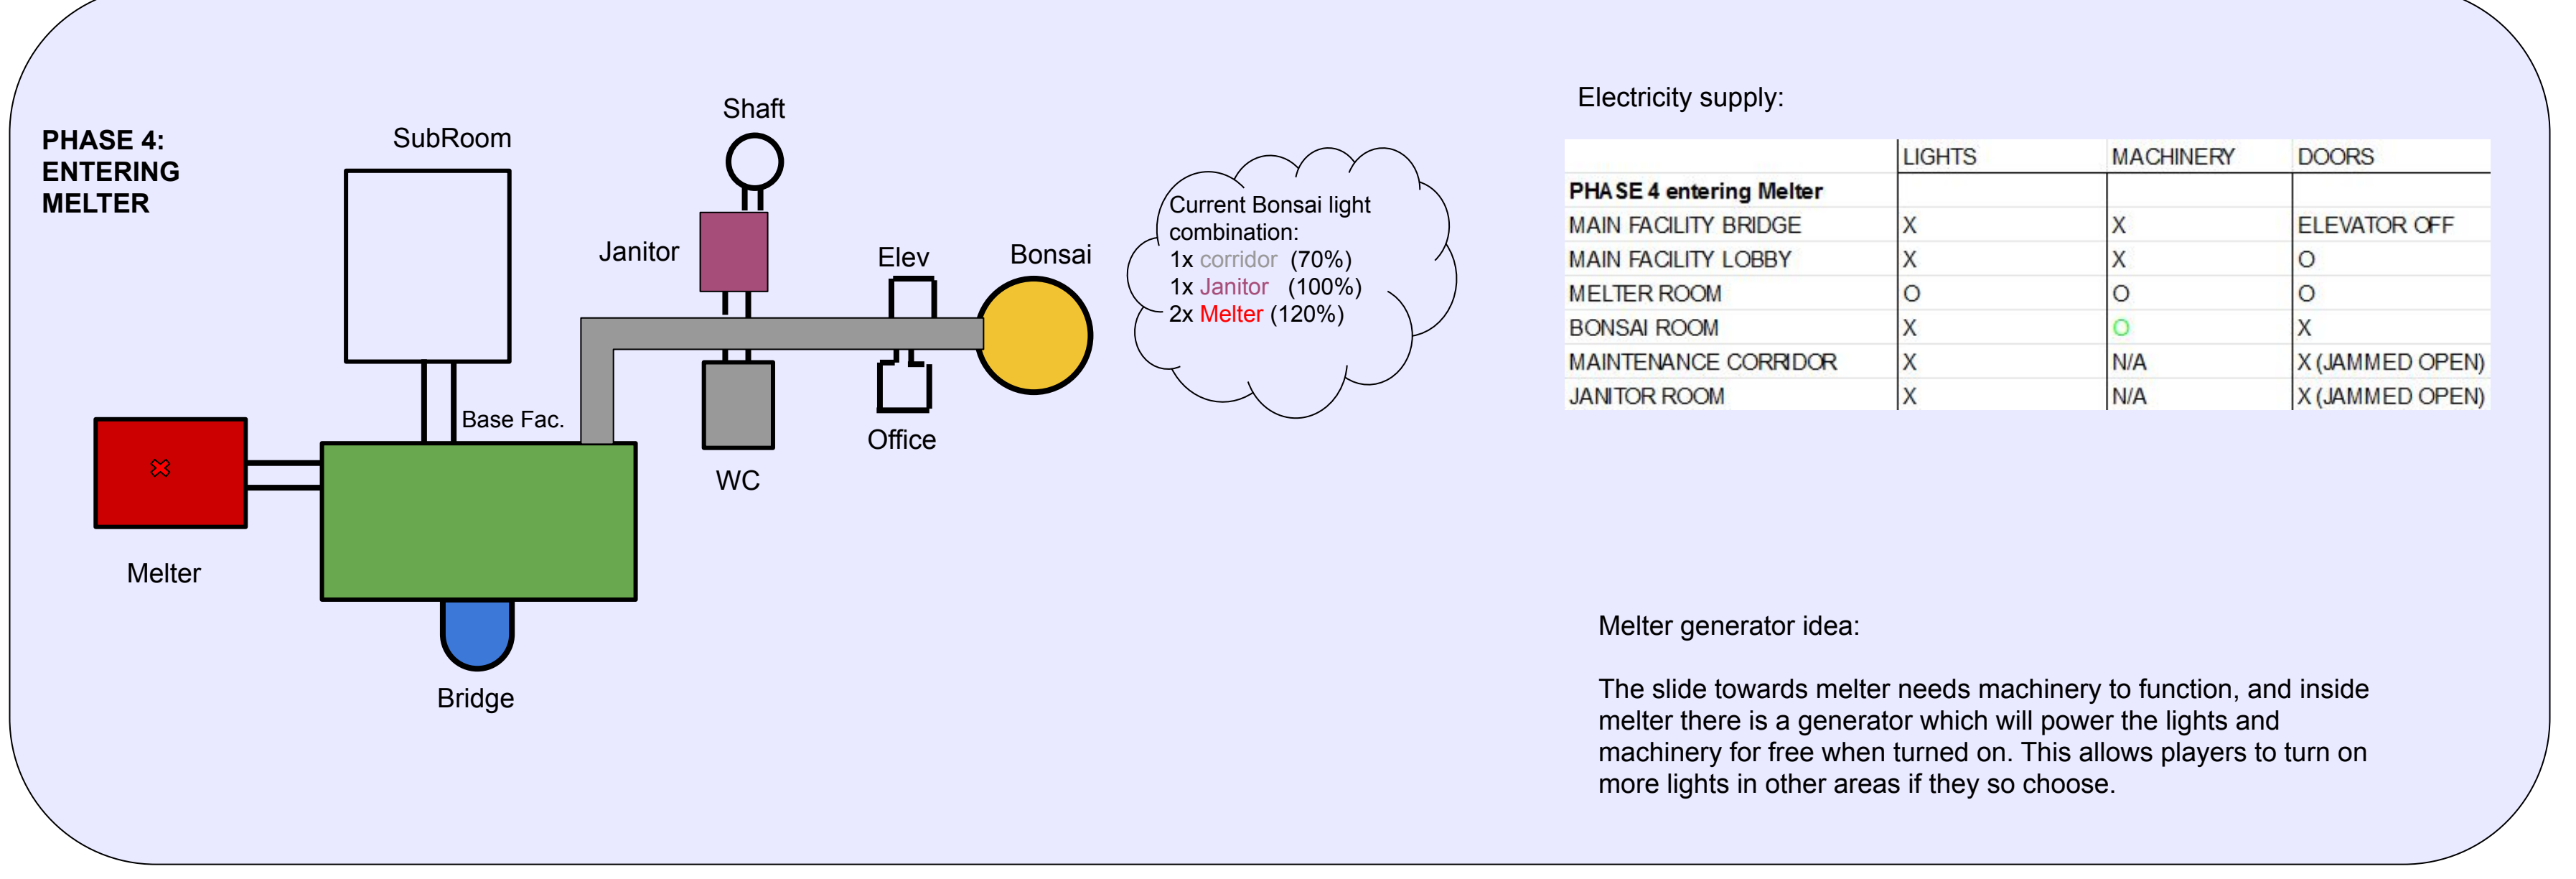 PHASE 4:
ENTERING
MELTER
SubRoom
Shaft
Janitor
Elev
Bonsai
Base Fac.
Office
WC
Melter
Bridge
Current Bonsai light
combination:
1x corridor (70%)
1x Janitor (100%)
2x Melter (120%)
Electricity supply:
LIGHTS MACHINERY DOORS
PHASE 4 entering Melter
MAIN FACILITY BRIDGE X X ELEVATOR OFF
MAIN FACILITY LOBBY X X O
MELTER ROOM O O O
BONSAI ROOM X O X
MAINTENANCE CORRIDOR X N/A X (JAMMED OPEN)
JANITOR ROOM X N/A X (JAMMED OPEN)
Melter generator idea:
The slide towards melter needs machinery to function, and inside
melter there is a generator which will power the lights and
machinery for free when turned on. This allows players to turn on
more lights in other areas if they so choose.